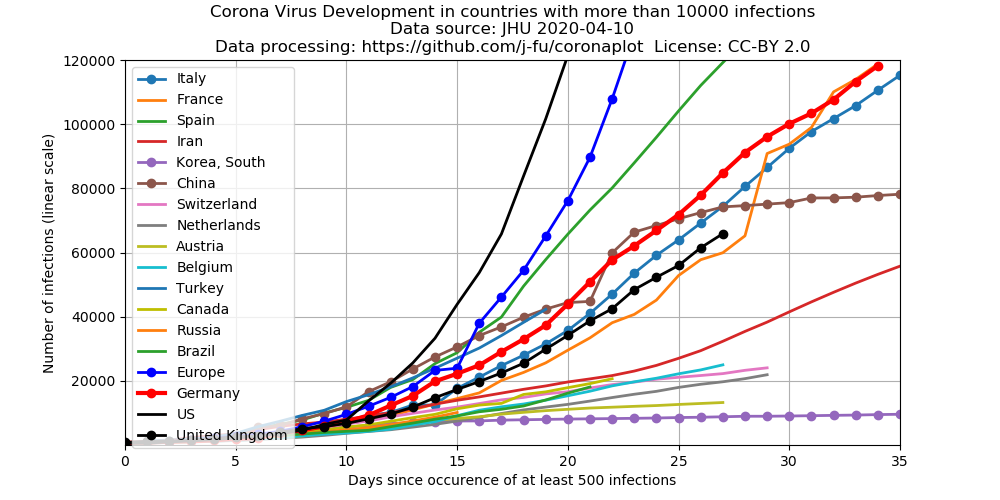 Corona Virus Development in countries with more than 10000 infections
Data source: JHU 2020-04-10
Data processing: https://github.com/j-fu/coronaplot  License: CC-BY 2.0
Number of infections (linear scale)
120000
100000
80000
60000
40000
20000
Italy
France
Spain
Iran
Korea, South
China
Switzerland
Netherlands
Austria
Belgium
Turkey
Canada
Russia
Brazil
Europe
Germany
US
United Kingdom
0 5 10 15 20 25 30 35
Days since occurence of at least 500 infections